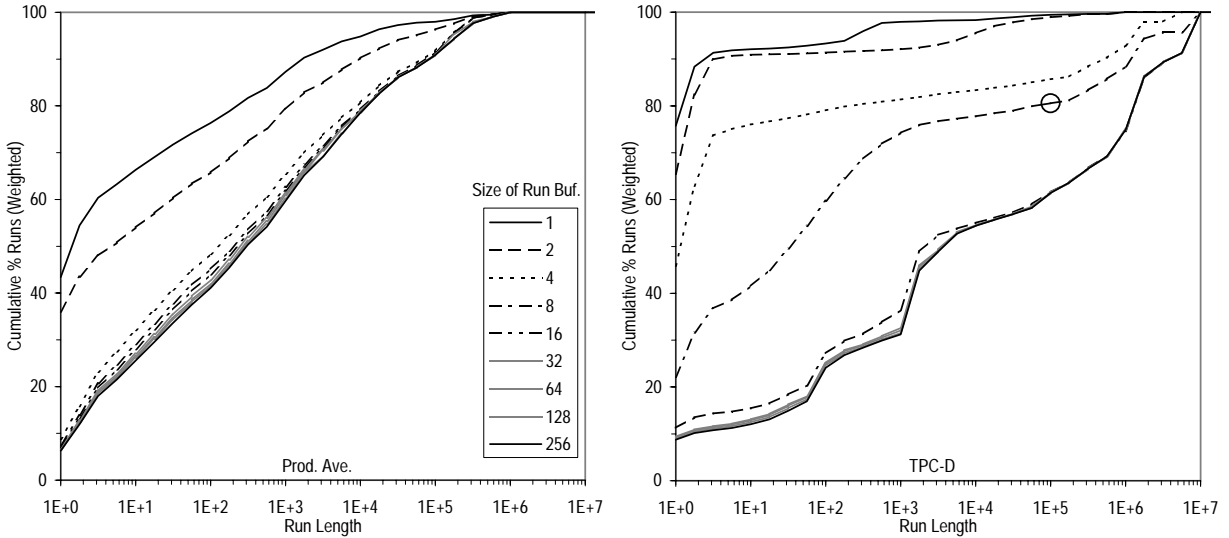 Cumulative % Runs (Weighted)
100
80
60
40
20
0
1E+0 1E+1 1E+2 1E+3 1E+4 1E+5 1E+6 1E+7
Run Length
Prod. Ave.
Size of Run Buf.
1
2
4
8
16
32
64
128
256
Cumulative % Runs (Weighted)
100
80
60
40
20
0
1E+0 1E+1 1E+2 1E+3 1E+4 1E+5 1E+6 1E+7
Run Length
TPC-D